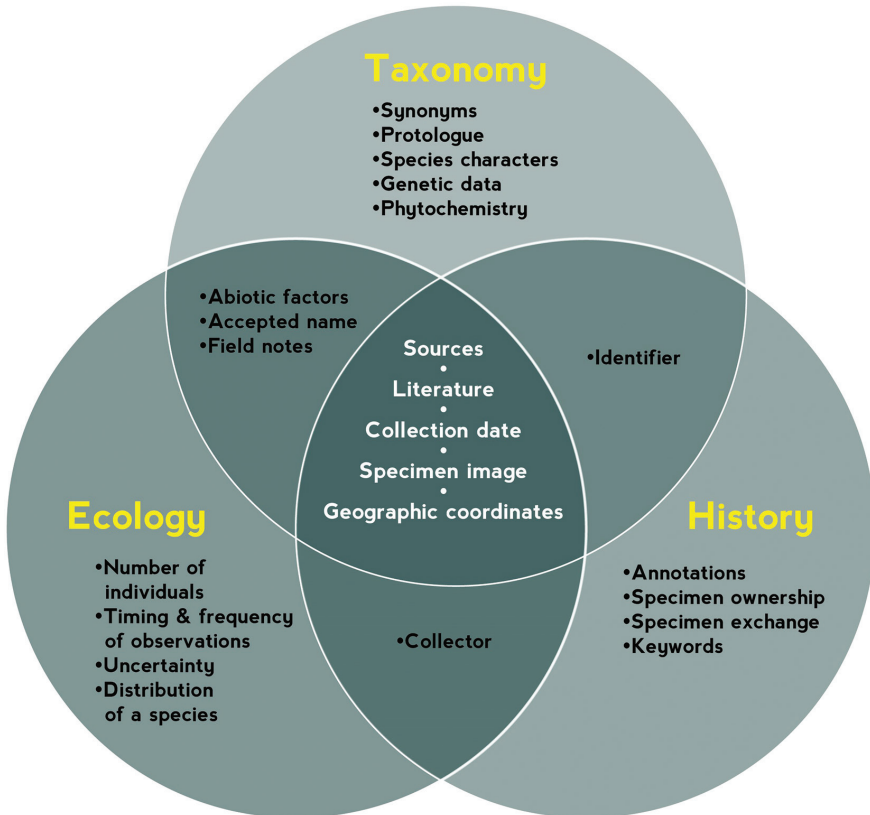 Taxonomy
•Synonyms
•Protologue
•Species characters
•Genetic data
•Phytochemistry
•Abiotic factors
•Accepted name
•Field notes
Sources
•
Literature
•
Collection date
•
Specimen image
•
Geographic coordinates
•Identifier
Ecology
•Number of
individuals
•Timing & frequency
of observations
•Uncertainty
•Distribution
of a species
•Collector
History
•Annotations
•Specimen ownership
•Specimen exchange
•Keywords